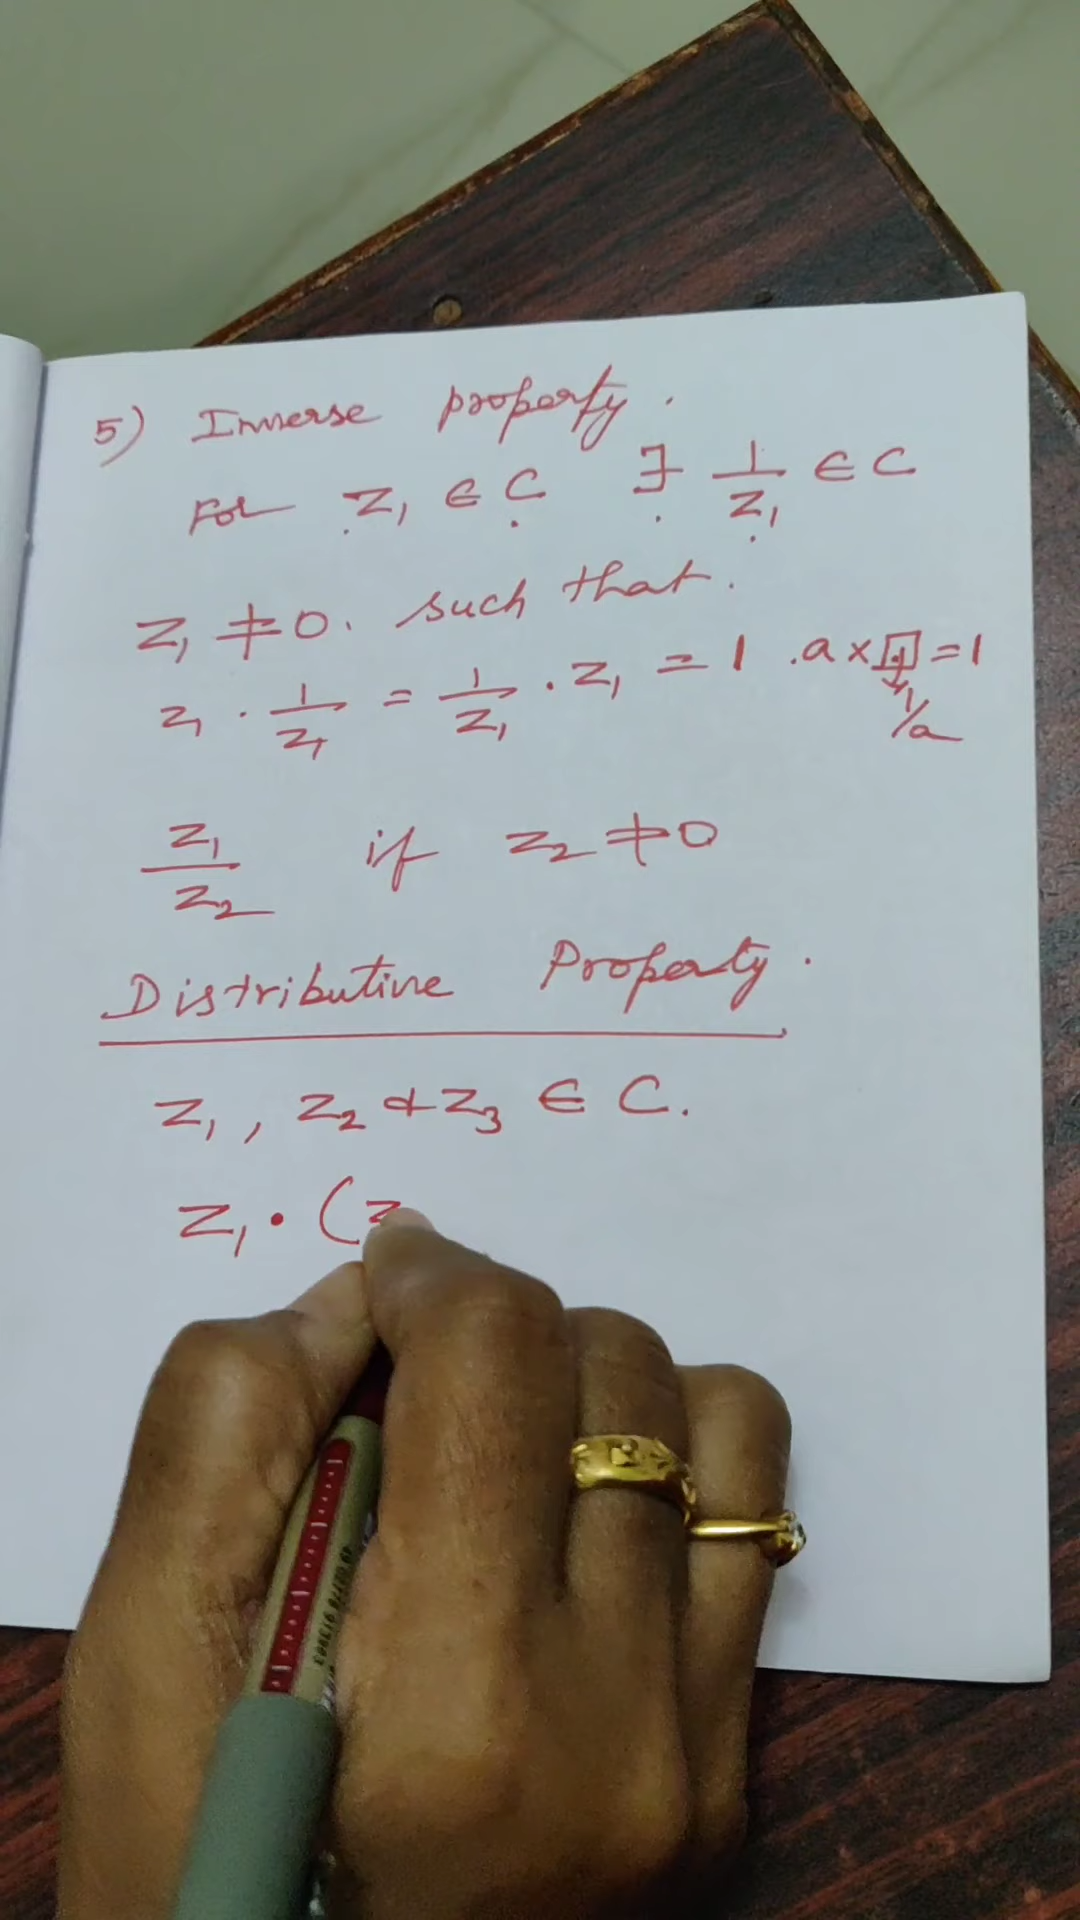 5) Inverse property.
For z₁ ∈ C ∃ 1/z₁ ∈ C
z₁ ≠ 0. such that.
z₁ · 1/z₁ = 1/z₁ · z₁ = 1 . a × □ = 1
1/a
z₁/z₂ if z₂ ≠ 0
Distributive Property.
z₁, z₂ & z₃ ∈ C.
z₁ · (z